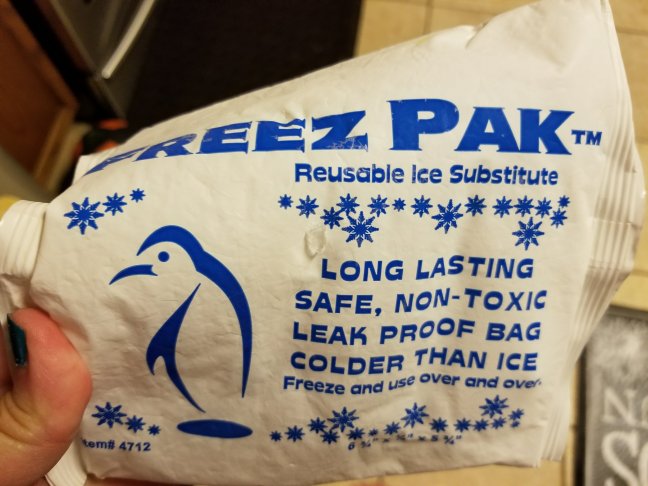 FREEZ PAK™
Reusable Ice Substitute
LONG LASTING
SAFE, NON-TOXIC
LEAK PROOF BAG
COLDER THAN ICE
Freeze and use over and over.
Item# 4712